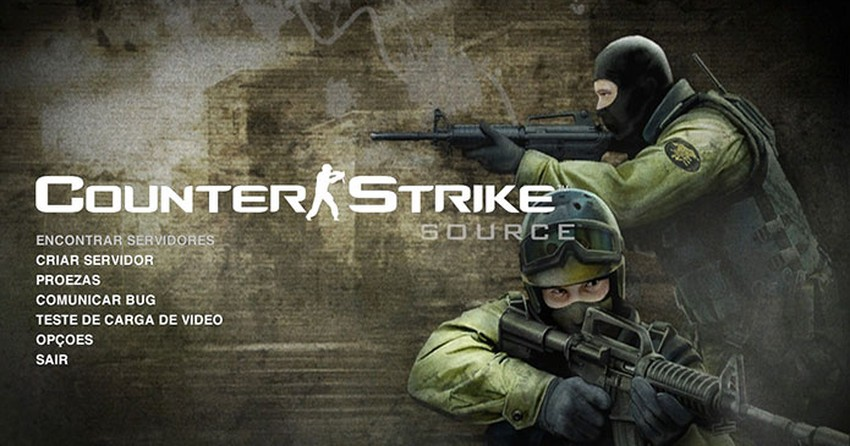 COUNTER STRIKE
SOURCE
ENCONTRAR SERVIDORES
CRIAR SERVIDOR
PROEZAS
COMUNICAR BUG
TESTE DE CARGA DE VIDEO
OPÇOES
SAIR